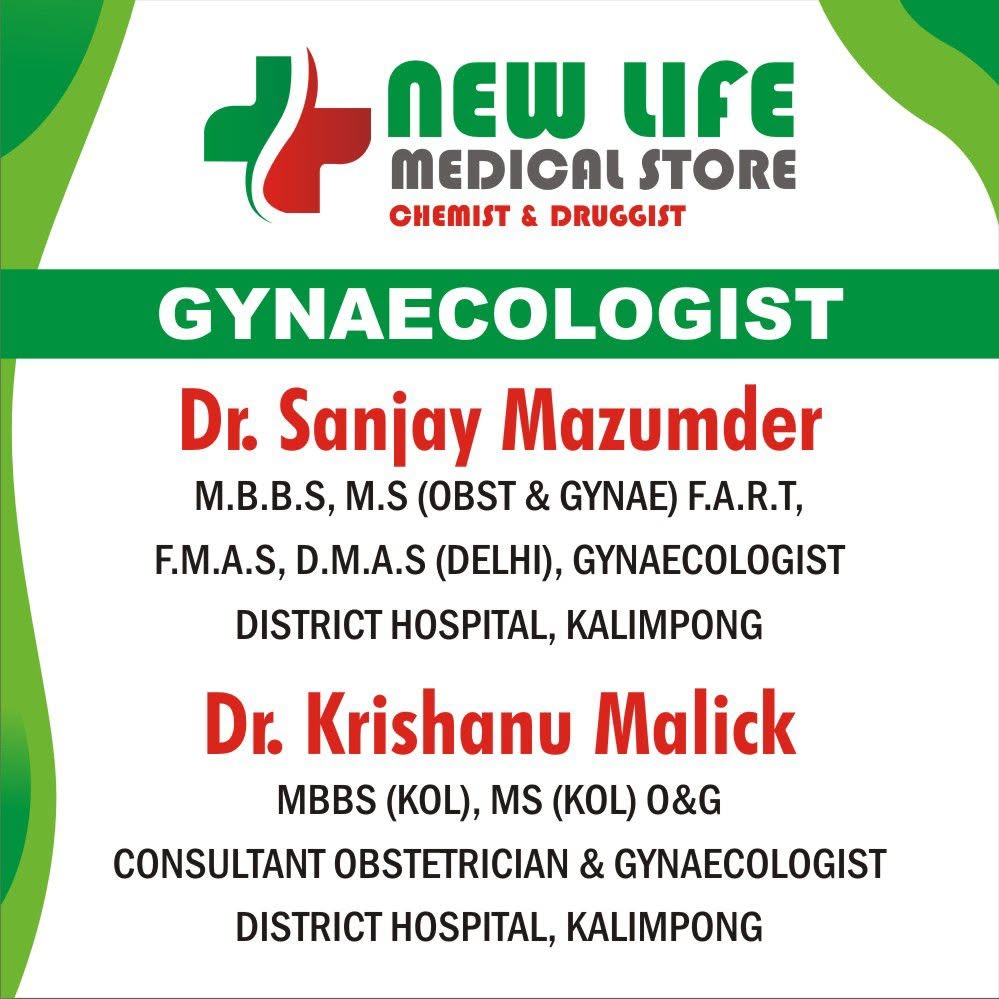 NEW LIFE
MEDICAL STORE
CHEMIST & DRUGGIST
GYNAECOLOGIST
Dr. Sanjay Mazumder
M.B.B.S, M.S (OBST & GYNAE) F.A.R.T,
F.M.A.S, D.M.A.S (DELHI), GYNAECOLOGIST
DISTRICT HOSPITAL, KALIMPONG
Dr. Krishanu Malick
MBBS (KOL), MS (KOL) O&G
CONSULTANT OBSTETRICIAN & GYNAECOLOGIST
DISTRICT HOSPITAL, KALIMPONG